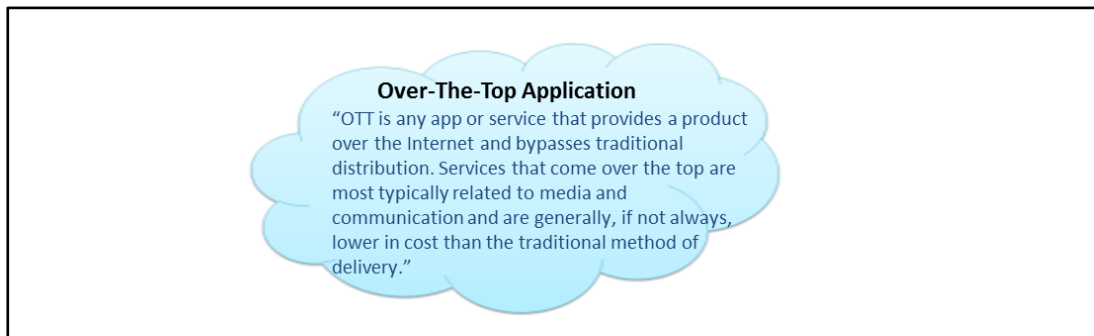 Over-The-Top Application
“OTT is any app or service that provides a product
over the Internet and bypasses traditional
distribution. Services that come over the top are
most typically related to media and
communication and are generally, if not always,
lower in cost than the traditional method of
delivery.”